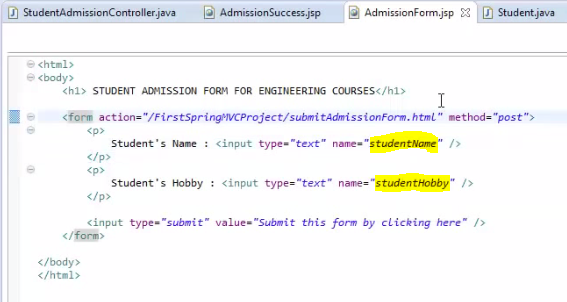 StudentAdmissionController.java AdmissionSuccess.jsp AdmissionForm.jsp Student.java
<html>
<body>
<h1> STUDENT ADMISSION FORM FOR ENGINEERING COURSES</h1>
<form action="/FirstSpringMVCProject/submitAdmissionForm.html" method="post">
<p>
Student's Name : <input type="text" name="studentName" />
</p>
<p>
Student's Hobby : <input type="text" name="studentHobby" />
</p>
<input type="submit" value="Submit this form by clicking here" />
</form>
</body>
</html>